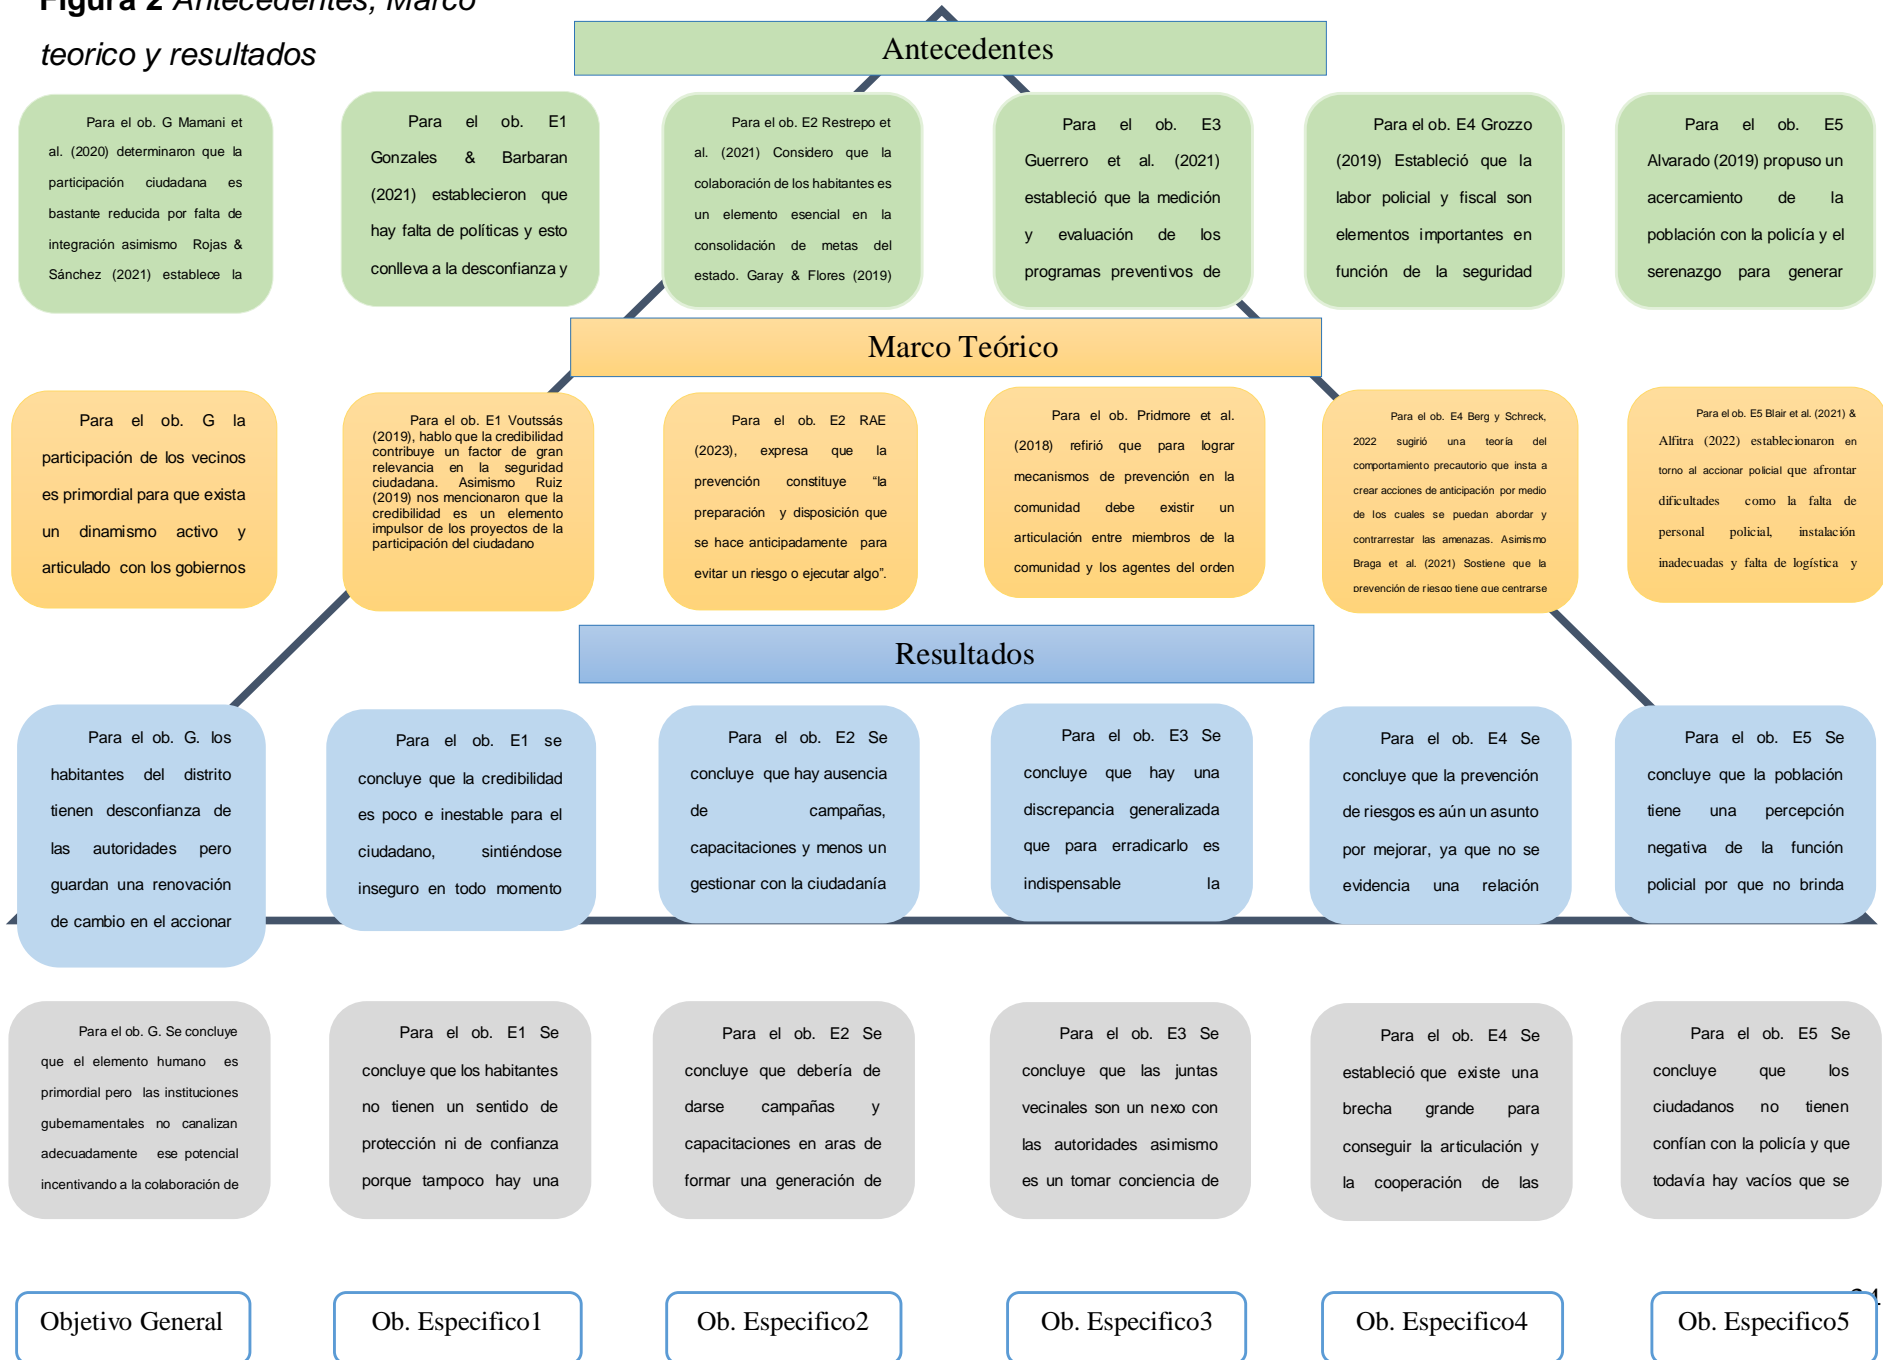 Figura 2 Antecedentes, Marco
teorico y resultados
Antecedentes
Para el ob. G Mamani et
al. (2020) determinaron que la
participación ciudadana es
bastante reducida por falta de
integración asimismo Rojas &
Sánchez (2021) establece la
Para el ob. E1
Gonzales & Barbaran
(2021) establecieron que
hay falta de políticas y esto
conlleva a la desconfianza y
Para el ob. E2 Restrepo et
al. (2021) Considero que la
colaboración de los habitantes es
un elemento esencial en la
consolidación de metas del
estado. Garay & Flores (2019)
Para el ob. E3
Guerrero et al. (2021)
estableció que la medición
y evaluación de los
programas preventivos de
Para el ob. E4 Grozzo
(2019) Estableció que la
labor policial y fiscal son
elementos importantes en
función de la seguridad
Para el ob. E5
Alvarado (2019) propuso un
acercamiento de la
población con la policía y el
serenazgo para generar
Marco Teórico
Para el ob. G la
participación de los vecinos
es primordial para que exista
un dinamismo activo y
articulado con los gobiernos
Para el ob. E1 Voutssás
(2019), hablo que la credibilidad
contribuye un factor de gran
relevancia en la seguridad
ciudadana. Asimismo Ruiz
(2019) nos mencionaron que la
credibilidad es un elemento
impulsor de los proyectos de la
participación del ciudadano
Para el ob. E2 RAE
(2023), expresa que la
prevención constituye “la
preparación y disposición que
se hace anticipadamente para
evitar un riesgo o ejecutar algo”.
Para el ob. Pridmore et al.
(2018) refirió que para lograr
mecanismos de prevención en la
comunidad debe existir un
articulación entre miembros de la
comunidad y los agentes del orden
Para el ob. E4 Berg y Schreck,
2022 sugirió una teoría del
comportamiento precautorio que insta a
crear acciones de anticipación por medio
de los cuales se puedan abordar y
contrarrestar las amenazas. Asimismo
Braga et al. (2021) Sostiene que la
prevención de riesgo tiene que centrarse
Para el ob. E5 Blair et al. (2021) &
Alfitra (2022) establecionaron en
torno al accionar policial que afrontar
dificultades como la falta de
personal policial, instalación
inadecuadas y falta de logística y
Resultados
Para el ob. G. los
habitantes del distrito
tienen desconfianza de
las autoridades pero
guardan una renovación
de cambio en el accionar
Para el ob. E1 se
concluye que la credibilidad
es poco e inestable para el
ciudadano, sintiéndose
inseguro en todo momento
Para el ob. E2 Se
concluye que hay ausencia
de campañas,
capacitaciones y menos un
gestionar con la ciudadanía
Para el ob. E3 Se
concluye que hay una
discrepancia generalizada
que para erradicarlo es
indispensable la
Para el ob. E4 Se
concluye que la prevención
de riesgos es aún un asunto
por mejorar, ya que no se
evidencia una relación
Para el ob. E5 Se
concluye que la población
tiene una percepción
negativa de la función
policial por que no brinda
Para el ob. G. Se concluye
que el elemento humano es
primordial pero las instituciones
gubernamentales no canalizan
adecuadamente ese potencial
incentivando a la colaboración de
Para el ob. E1 Se
concluye que los habitantes
no tienen un sentido de
protección ni de confianza
porque tampoco hay una
Para el ob. E2 Se
concluye que debería de
darse campañas y
capacitaciones en aras de
formar una generación de
Para el ob. E3 Se
concluye que las juntas
vecinales son un nexo con
las autoridades asimismo
es un tomar conciencia de
Para el ob. E4 Se
estableció que existe una
brecha grande para
conseguir la articulación y
la cooperación de las
Para el ob. E5 Se
concluye que los
ciudadanos no tienen
confían con la policía y que
todavía hay vacíos que se
Objetivo General
Ob. Especifico1
Ob. Especifico2
Ob. Especifico3
Ob. Especifico4
Ob. Especifico5